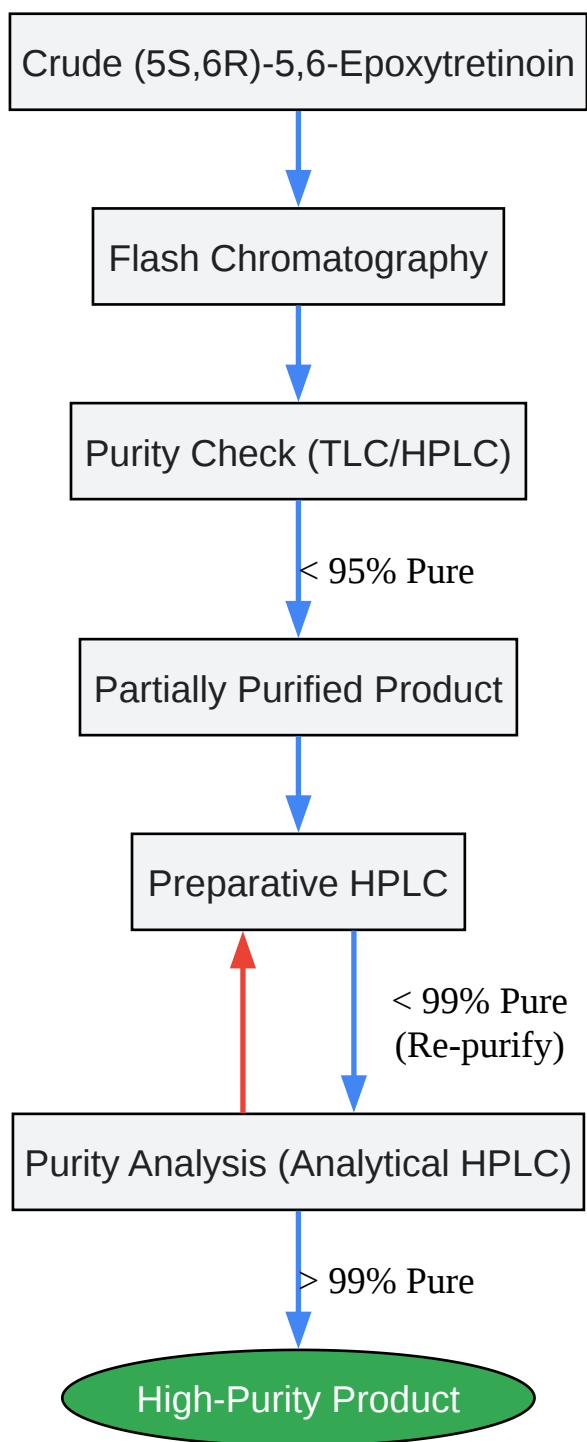 Crude (5S,6R)-5,6-Epoxytretinoin
Flash Chromatography
Purity Check (TLC/HPLC)
< 95% Pure
Partially Purified Product
Preparative HPLC
< 99% Pure
(Re-purify)
Purity Analysis (Analytical HPLC)
> 99% Pure
High-Purity Product